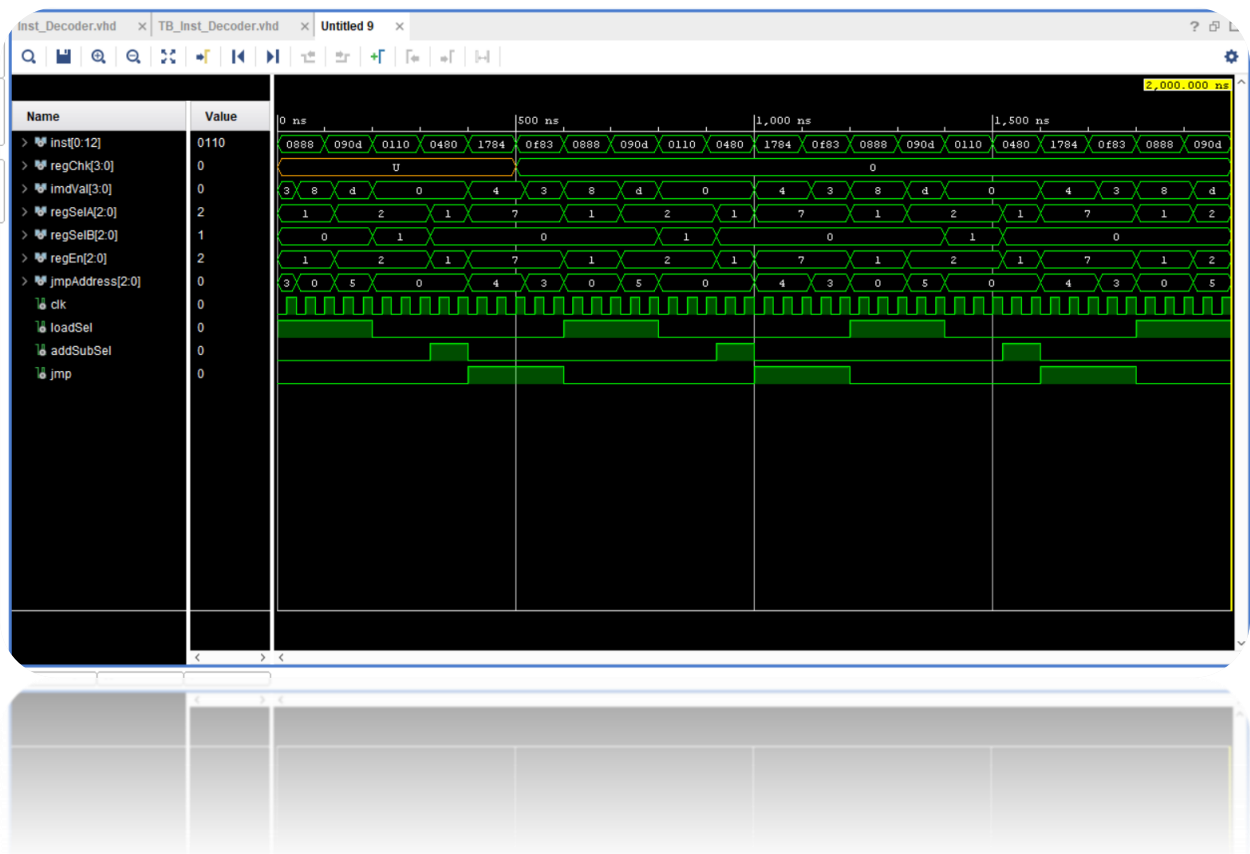 Inst_Decoder.vhd × TB_Inst_Decoder.vhd × Untitled 9 × ?
2,000.000 ns
Name Value
0 ns 500 ns 1,000 ns 1,500 ns
inst[0:12] 0110 0888 090d 0110 0480 1784 0f83 0888 090d 0110 0480 1784 0f83 0888 090d 0110 0480 1784 0f83 0888 090d
regChk[3:0] 0 U 0
imdVal[3:0] 0 3 8 d 0 4 3 8 d 0 4 3 8 d 0 4 3 8 d
regSelA[2:0] 2 1 2 1 7 1 2 1 7 1 2 1 7 1 2
regSelB[2:0] 1 0 1 0 1 0 1 0
regEn[2:0] 2 1 2 1 7 1 2 1 7 1 2 1 7 1 2
jmpAddress[2:0] 0 3 0 5 0 4 3 0 5 0 4 3 0 5 0 4 3 0 5
clk 0
loadSel 0
addSubSel 0
jmp 0